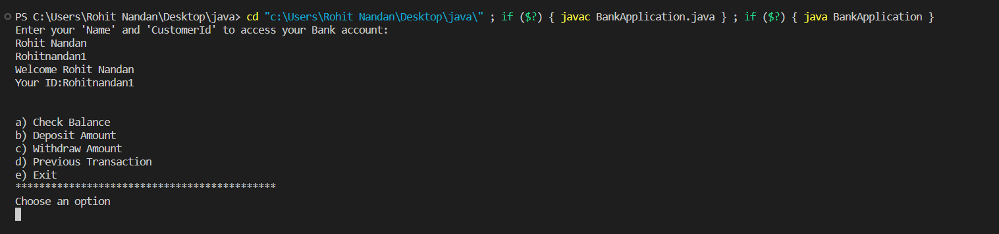 PS C:\Users\Rohit Nandan\Desktop\java> cd "c:\Users\Rohit Nandan\Desktop\java\" ; if ($?) { javac BankApplication.java } ; if ($?) { java BankApplication }
Enter your 'Name' and 'CustomerId' to access your Bank account:
Rohit Nandan
Rohitnandan1
Welcome Rohit Nandan
Your ID:Rohitnandan1
a) Check Balance
b) Deposit Amount
c) Withdraw Amount
d) Previous Transaction
e) Exit
********************************************
Choose an option